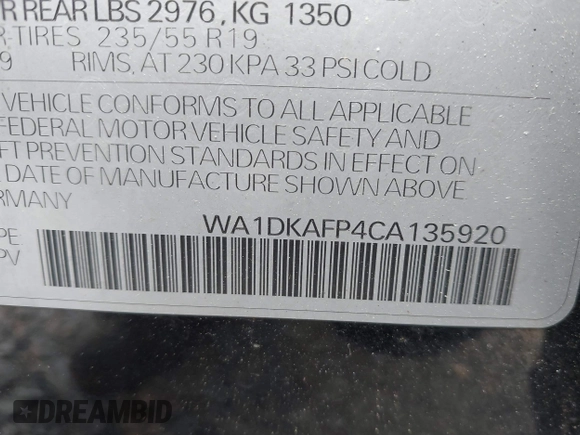 R REAR LBS 2976, KG 1350
TIRES 235/55 R19
9 RIMS, AT 230 KPA 33 PSI COLD
VEHICLE CONFORMS TO ALL APPLICABLE
FEDERAL MOTOR VEHICLE SAFETY AND
FT PREVENTION STANDARDS IN EFFECT ON
DATE OF MANUFACTURE SHOWN ABOVE
ERMANY
WA1DKAFP4CA135920
PE
PV
DREAMBID